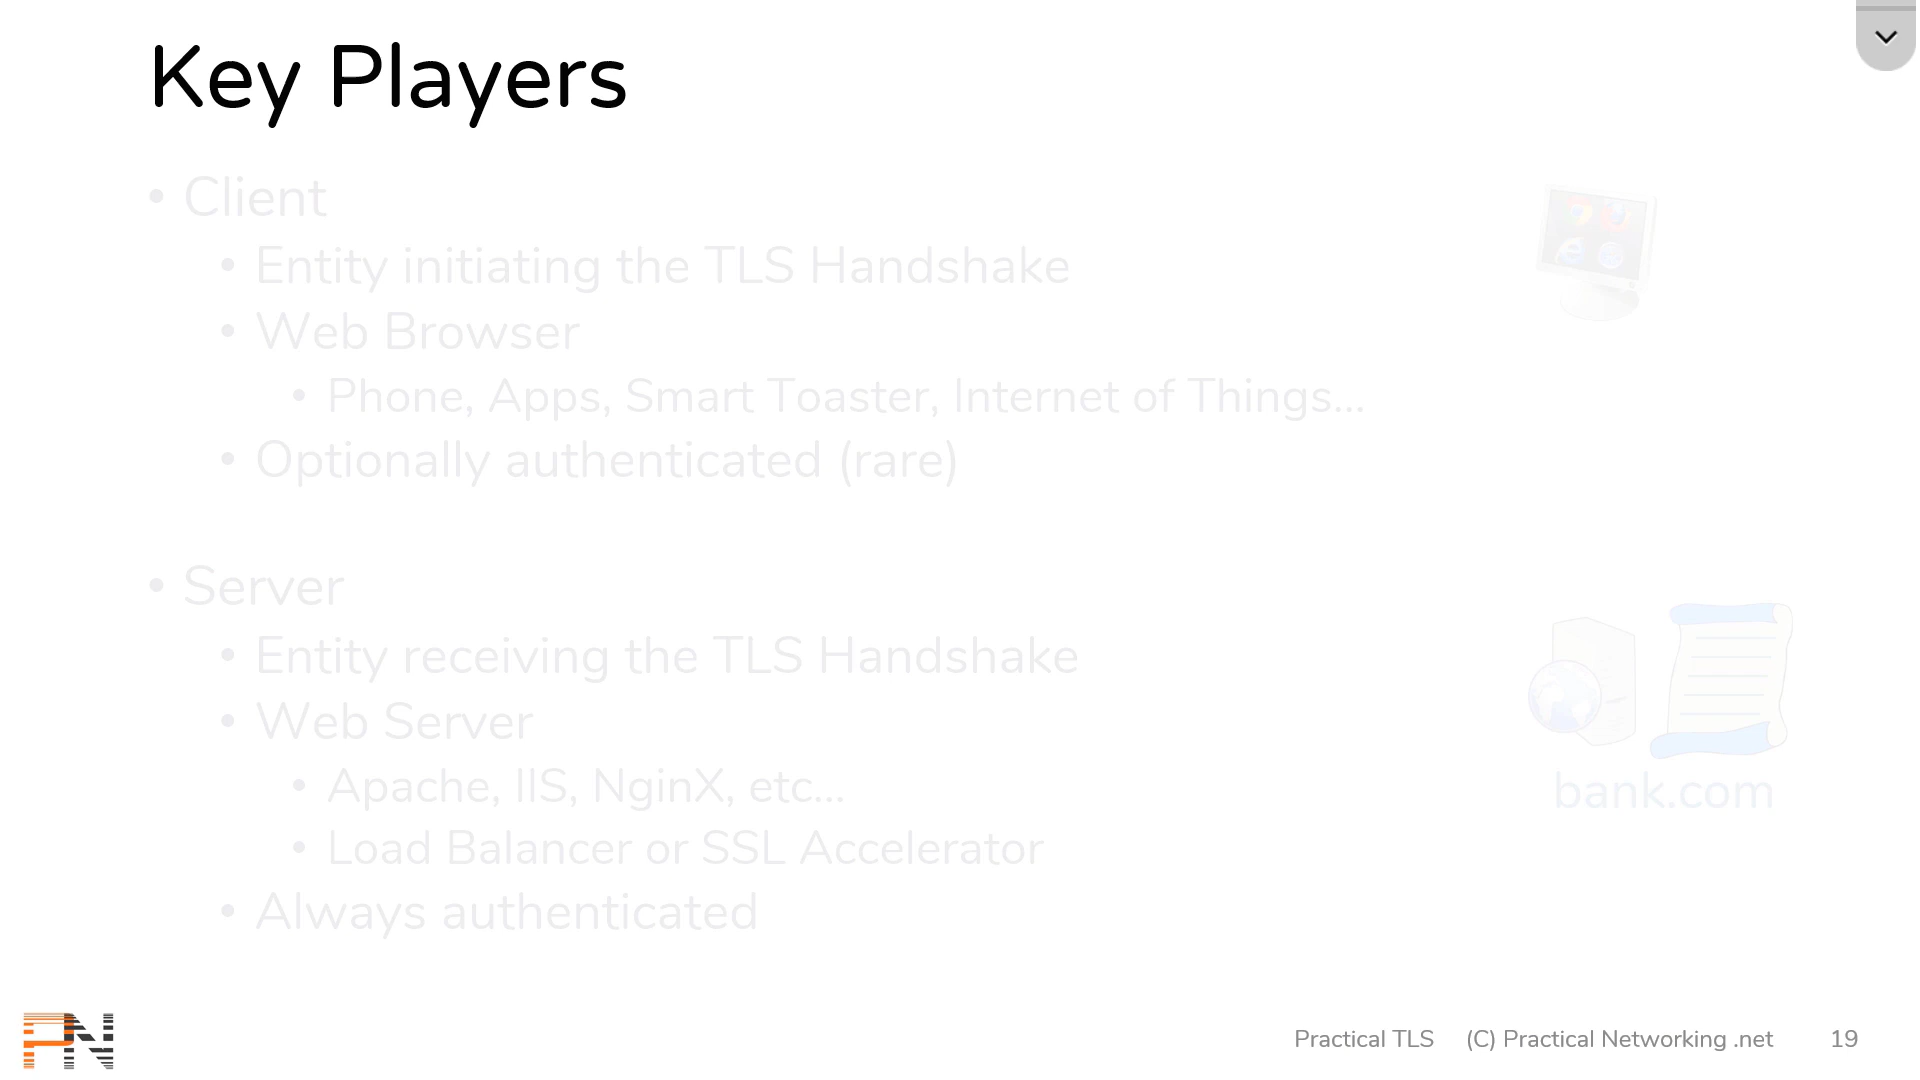 Key Players
• Client
• Entity initiating the TLS Handshake
• Web Browser
• Phone, Apps, Smart Toaster, Internet of Things...
• Optionally authenticated (rare)
• Server
• Entity receiving the TLS Handshake
• Web Server
• Apache, IIS, NginX, etc...
• Load Balancer or SSL Accelerator
• Always authenticated
bank.com
PN
Practical TLS (C) Practical Networking .net 19